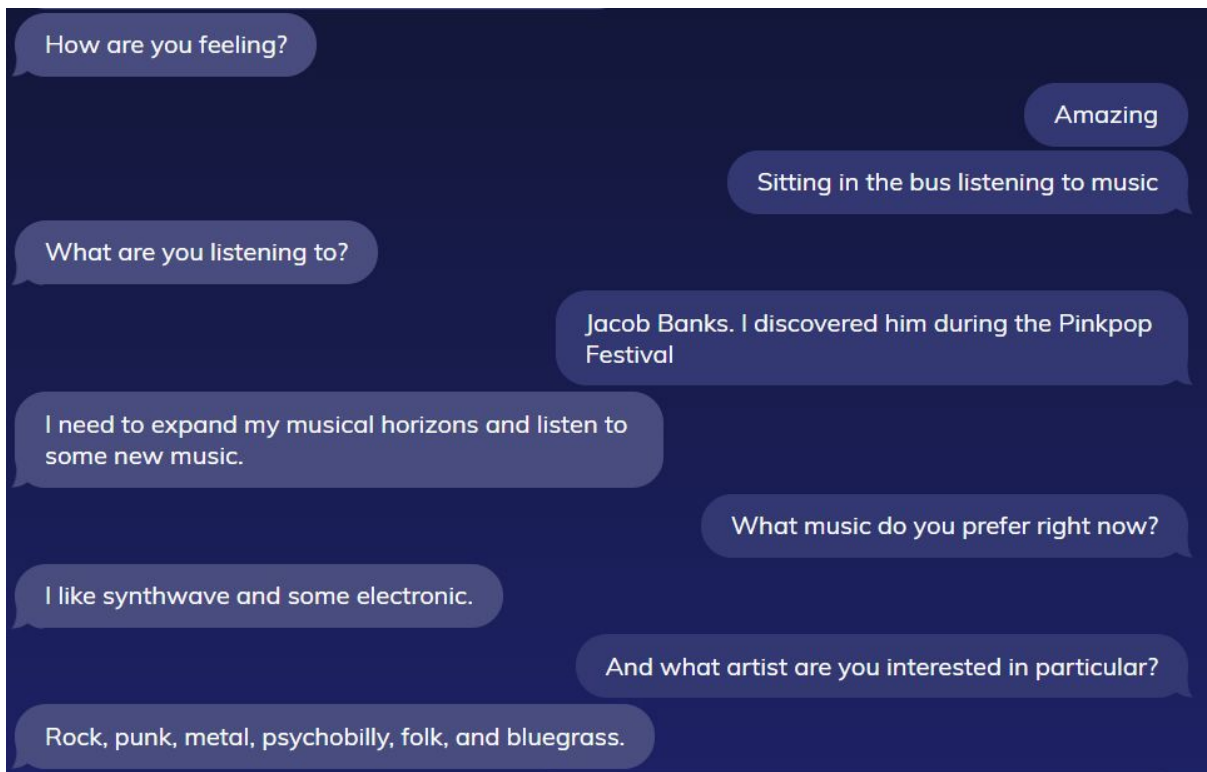 How are you feeling?
Amazing
Sitting in the bus listening to music
What are you listening to?
Jacob Banks. I discovered him during the Pinkpop
Festival
I need to expand my musical horizons and listen to
some new music.
What music do you prefer right now?
I like synthwave and some electronic.
And what artist are you interested in particular?
Rock, punk, metal, psychobilly, folk, and bluegrass.